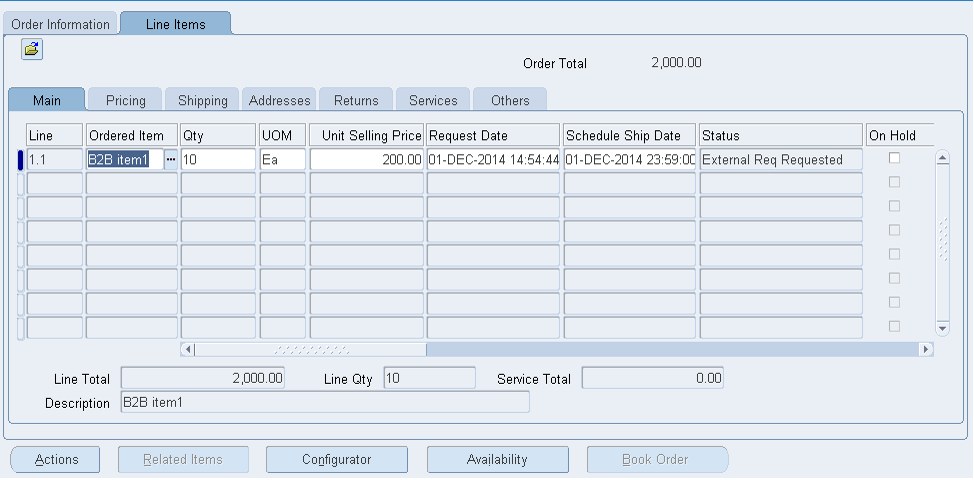 Order Information Line Items
Order Total 2,000.00
Main Pricing Shipping Addresses Returns Services Others
Line Ordered Item Qty UOM Unit Selling Price Request Date Schedule Ship Date Status On Hold
1.1 B2B item1 ... 10 Ea 200.00 01-DEC-2014 14:54:44 01-DEC-2014 23:59:00 External Req Requested
Line Total 2,000.00 Line Qty 10 Service Total 0.00
Description B2B item1
Actions Related Items Configurator Availability Book Order